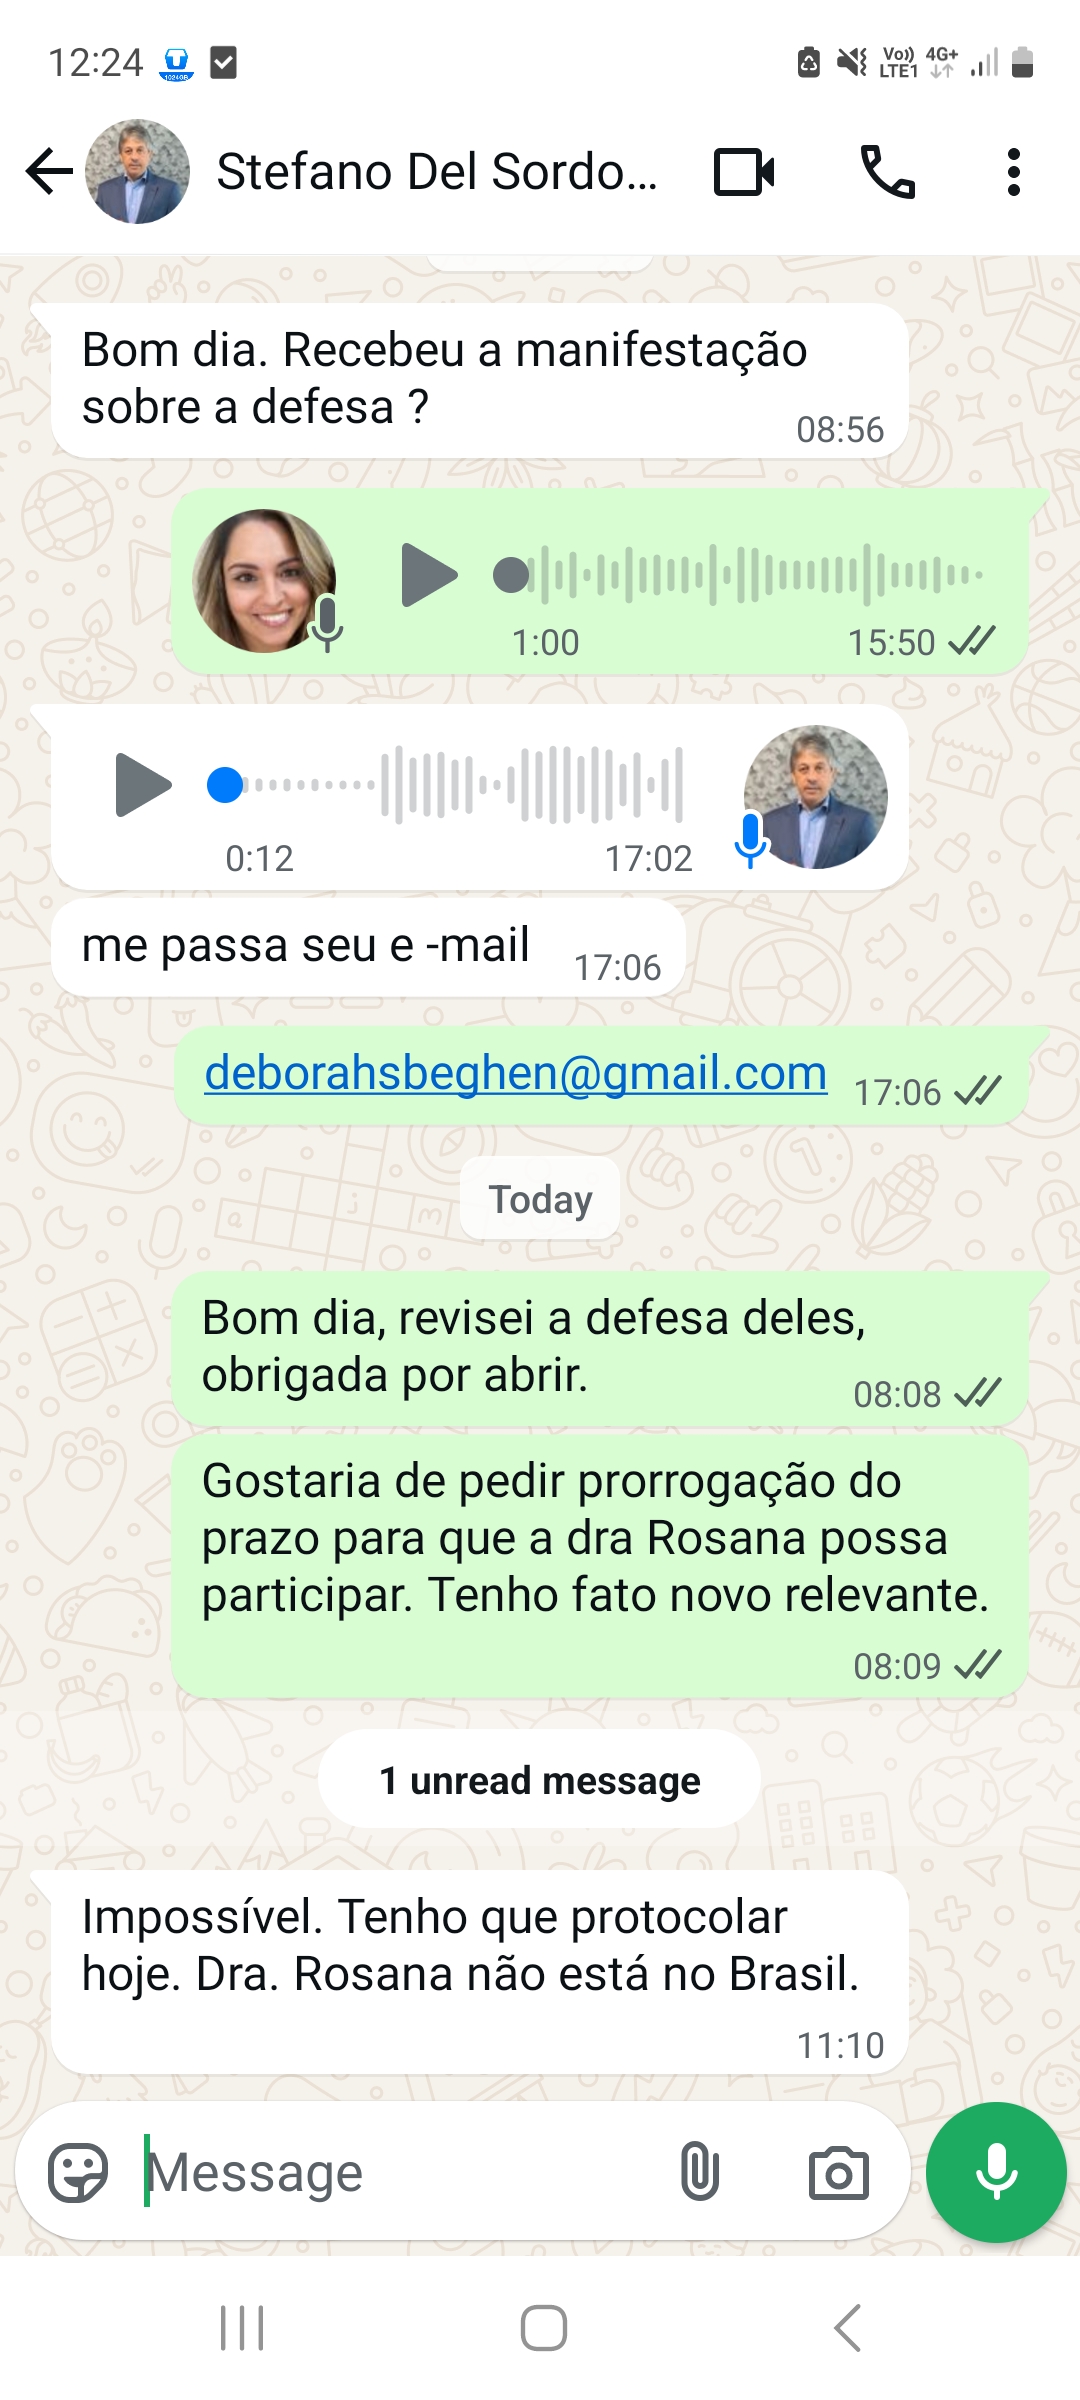 12:24
Vo)) 4G+
LTE1
Stefano Del Sordo...
Bom dia. Recebeu a manifestação
sobre a defesa ?
08:56
1:00 15:50
0:12 17:02
me passa seu e -mail 17:06
deborahsbeghen@gmail.com 17:06
Today
Bom dia, revisei a defesa deles,
obrigada por abrir.
08:08
Gostaria de pedir prorrogação do
prazo para que a dra Rosana possa
participar. Tenho fato novo relevante.
08:09
1 unread message
Impossível. Tenho que protocolar
hoje. Dra. Rosana não está no Brasil.
11:10
Message